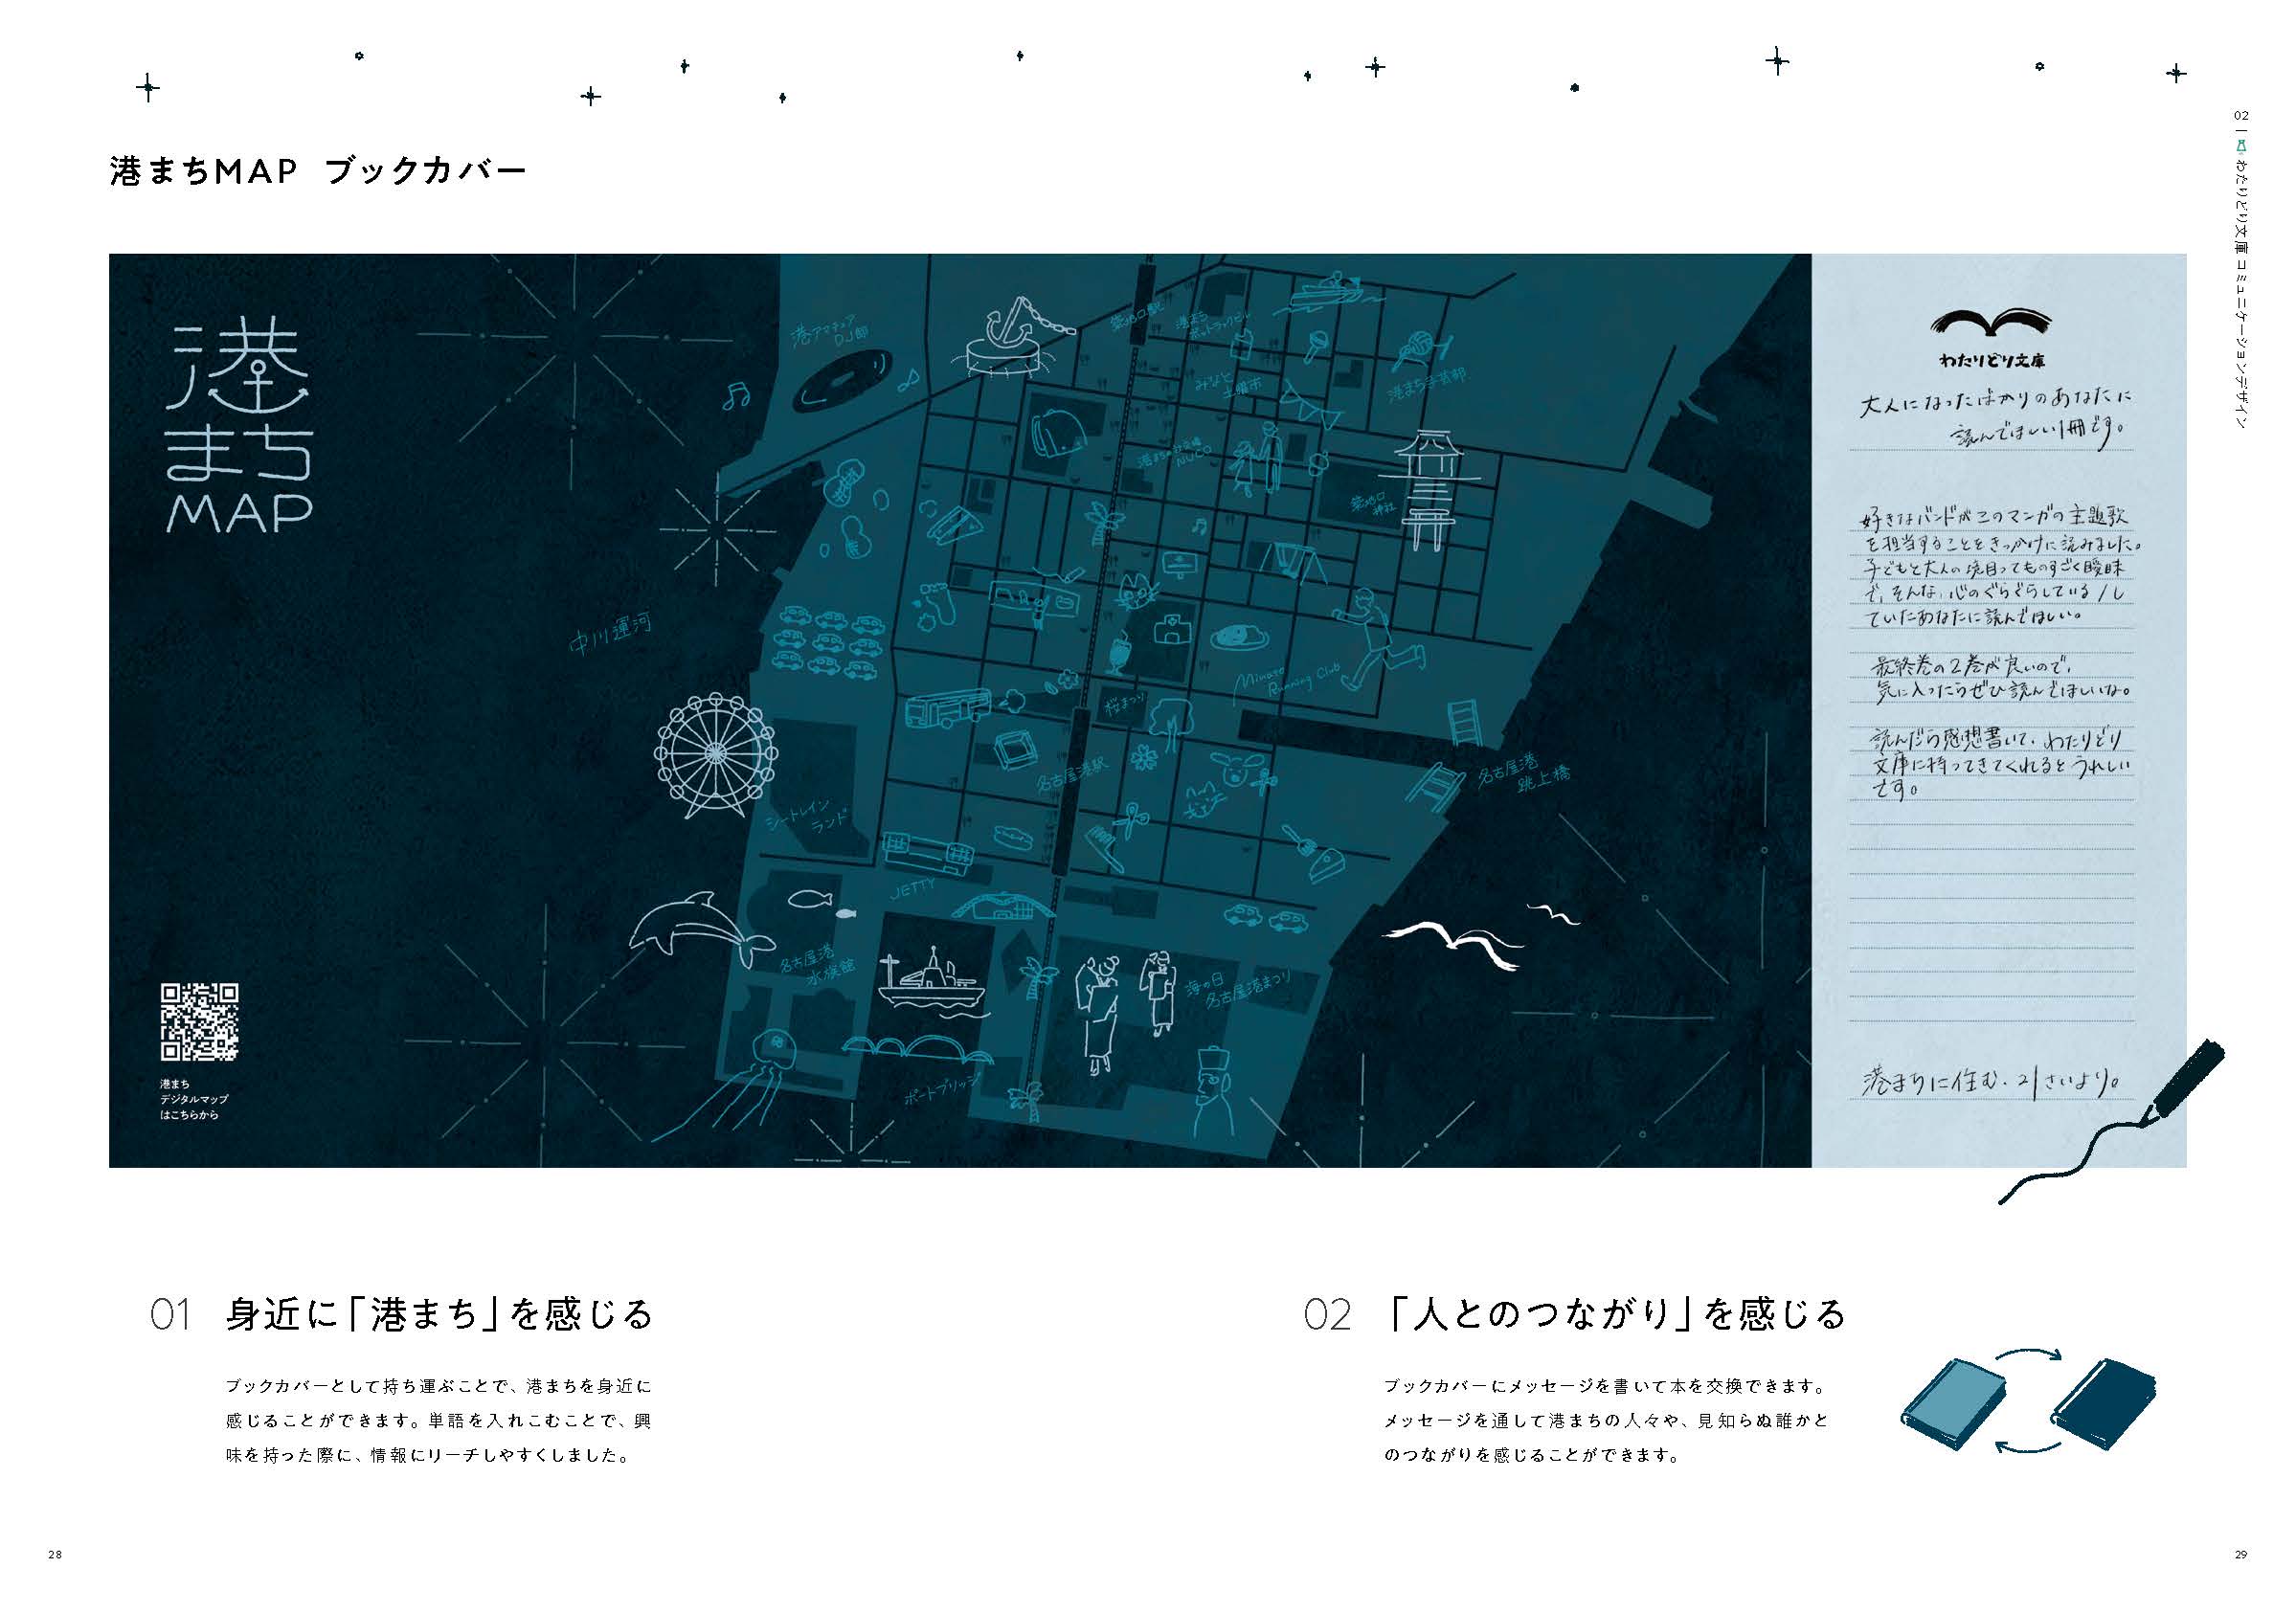 02 | わたりどり文庫 コミュニケーションデザイン
港まちMAP ブックカバー
港
まち
MAP
港アマチュア
DJ部
築地口駅
港まち
ポットラックビル
みなと
土曜市
港まち手芸部
港まち社交場
NUCO
築地口
神社
中川運河
Minato
Running Club
桜まつり
名古屋港駅
名古屋港
跳上橋
シートレイン
ランド
JETTY
名古屋港
水族館
海の日
名古屋港まつり
ポートブリッジ
港まち
デジタルマップ
はこちらから
わたりどり文庫
大人になったばかりのあなたに
読んでほしい1冊です。
好きなバンドがこのマンガの主題歌
を担当することをきっかけに読みました。
子どもと大人の境目ってものすごく曖昧
で、そんな、心のぐらぐらしている/し
ていたあなたに読んでほしい。
最終巻の2巻が良いので、
気に入ったらぜひ読んでほしいな。
読んだら感想書いて、わたりどり
文庫に持ってきてくれるとうれしい
です。
港まちに住む、21さいより。
01 身近に「港まち」を感じる
ブックカバーとして持ち運ぶことで、港まちを身近に
感じることができます。単語を入れこむことで、興
味を持った際に、情報にリーチしやすくしました。
02 「人とのつながり」を感じる
ブックカバーにメッセージを書いて本を交換できます。
メッセージを通して港まちの人々や、見知らぬ誰かと
のつながりを感じることができます。
28
29